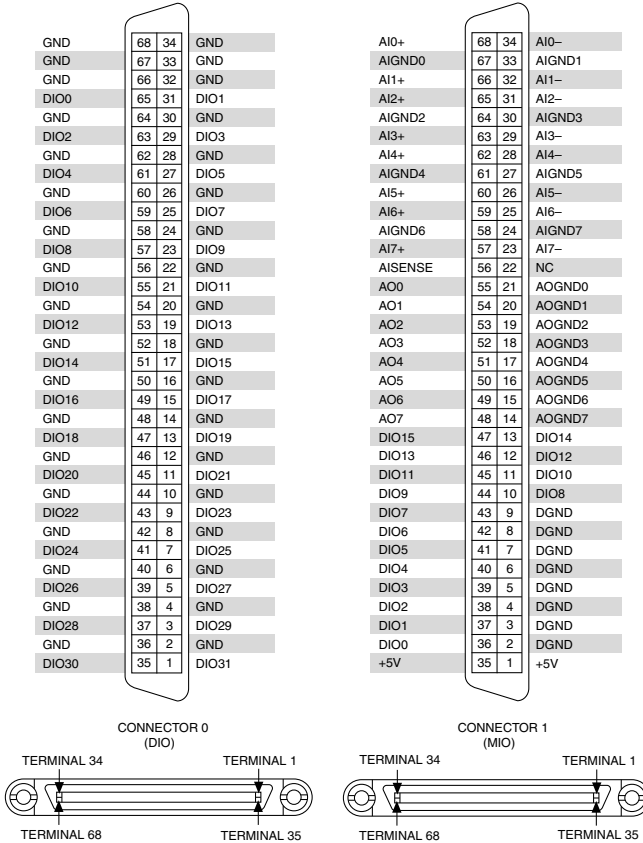 GND 68 34 GND
GND 67 33 GND
GND 66 32 GND
DIO0 65 31 DIO1
GND 64 30 GND
DIO2 63 29 DIO3
GND 62 28 GND
DIO4 61 27 DIO5
GND 60 26 GND
DIO6 59 25 DIO7
GND 58 24 GND
DIO8 57 23 DIO9
GND 56 22 GND
DIO10 55 21 DIO11
GND 54 20 GND
DIO12 53 19 DIO13
GND 52 18 GND
DIO14 51 17 DIO15
GND 50 16 GND
DIO16 49 15 DIO17
GND 48 14 GND
DIO18 47 13 DIO19
GND 46 12 GND
DIO20 45 11 DIO21
GND 44 10 GND
DIO22 43 9 DIO23
GND 42 8 GND
DIO24 41 7 DIO25
GND 40 6 GND
DIO26 39 5 DIO27
GND 38 4 GND
DIO28 37 3 DIO29
GND 36 2 GND
DIO30 35 1 DIO31
CONNECTOR 0
(DIO)
TERMINAL 34 TERMINAL 1
TERMINAL 68 TERMINAL 35
AI0+ 68 34 AI0–
AIGND0 67 33 AIGND1
AI1+ 66 32 AI1–
AI2+ 65 31 AI2–
AIGND2 64 30 AIGND3
AI3+ 63 29 AI3–
AI4+ 62 28 AI4–
AIGND4 61 27 AIGND5
AI5+ 60 26 AI5–
AI6+ 59 25 AI6–
AIGND6 58 24 AIGND7
AI7+ 57 23 AI7–
AISENSE 56 22 NC
AO0 55 21 AOGND0
AO1 54 20 AOGND1
AO2 53 19 AOGND2
AO3 52 18 AOGND3
AO4 51 17 AOGND4
AO5 50 16 AOGND5
AO6 49 15 AOGND6
AO7 48 14 AOGND7
DIO15 47 13 DIO14
DIO13 46 12 DIO12
DIO11 45 11 DIO10
DIO9 44 10 DIO8
DIO7 43 9 DGND
DIO6 42 8 DGND
DIO5 41 7 DGND
DIO4 40 6 DGND
DIO3 39 5 DGND
DIO2 38 4 DGND
DIO1 37 3 DGND
DIO0 36 2 DGND
+5V 35 1 +5V
CONNECTOR 1
(MIO)
TERMINAL 34 TERMINAL 1
TERMINAL 68 TERMINAL 35